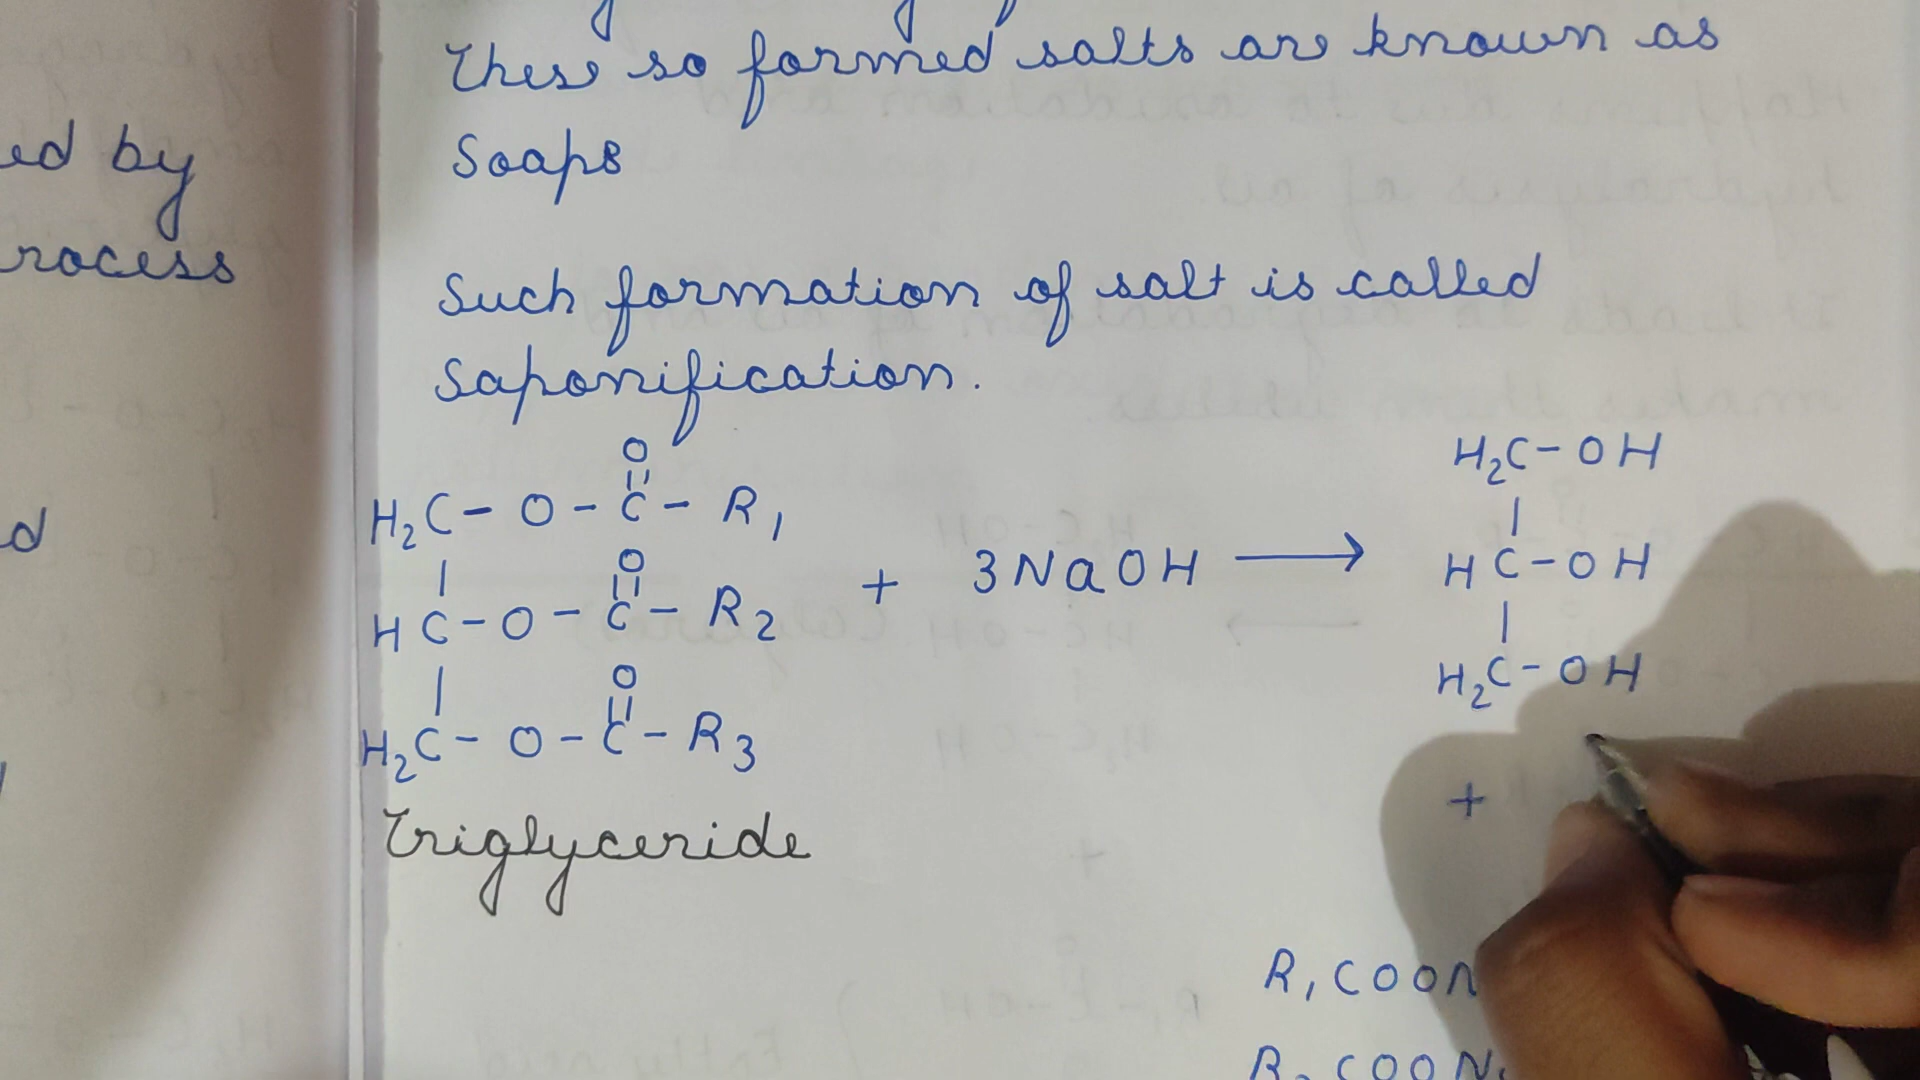 ed by
rocess
d
These so formed salts are known as
Soaps
Such formation of salt is called
Saponification.
O
H₂C - O - C - R₁
O
HC - O - C - R₂
O
H₂C - O - C - R₃
+ 3NaOH →
H₂C - OH
HC - OH
H₂C - OH
+
Triglyceride
R₁COON
COON